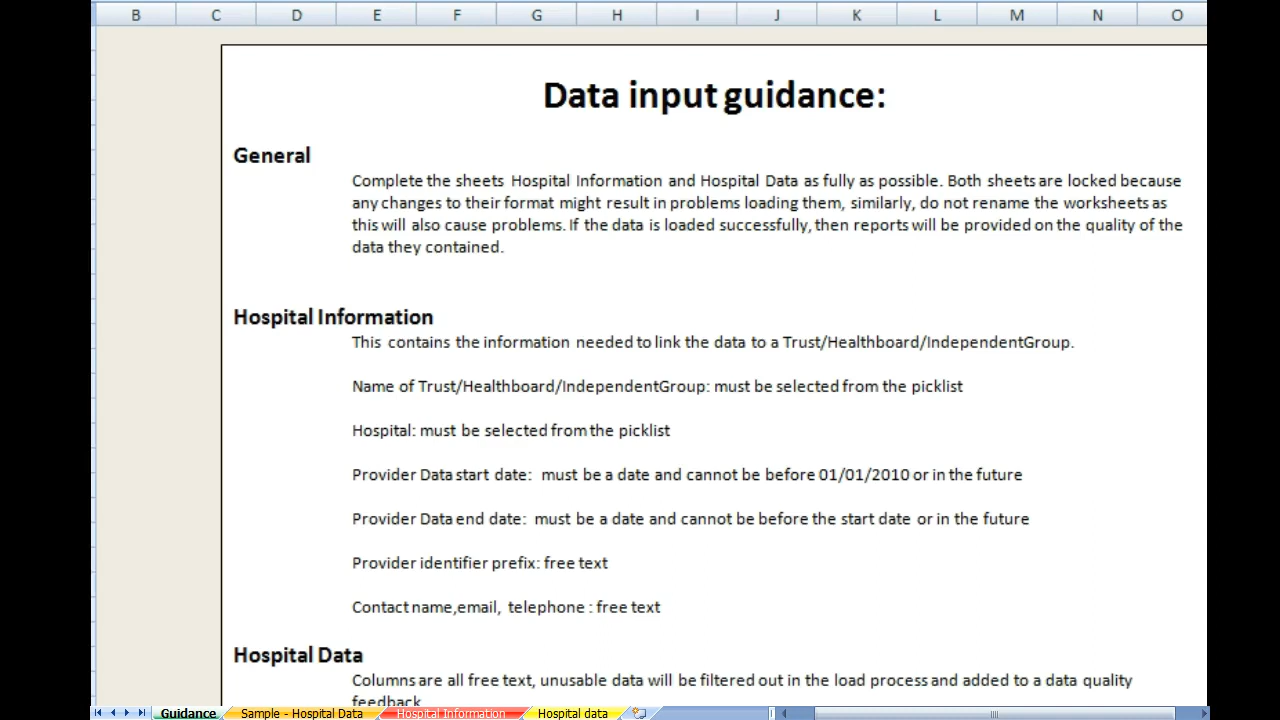 B C D E F G H I J K L M N O
Data input guidance:
General
Complete the sheets Hospital Information and Hospital Data as fully as possible. Both sheets are locked because
any changes to their format might result in problems loading them, similarly, do not rename the worksheets as
this will also cause problems. If the data is loaded successfully, then reports will be provided on the quality of the
data they contained.
Hospital Information
This contains the information needed to link the data to a Trust/Healthboard/IndependentGroup.
Name of Trust/Healthboard/IndependentGroup: must be selected from the picklist
Hospital: must be selected from the picklist
Provider Data start date: must be a date and cannot be before 01/01/2010 or in the future
Provider Data end date: must be a date and cannot be before the start date or in the future
Provider identifier prefix: free text
Contact name,email, telephone : free text
Hospital Data
Columns are all free text, unusable data will be filtered out in the load process and added to a data quality
feedback
Guidance Sample - Hospital Data Hospital Information Hospital data